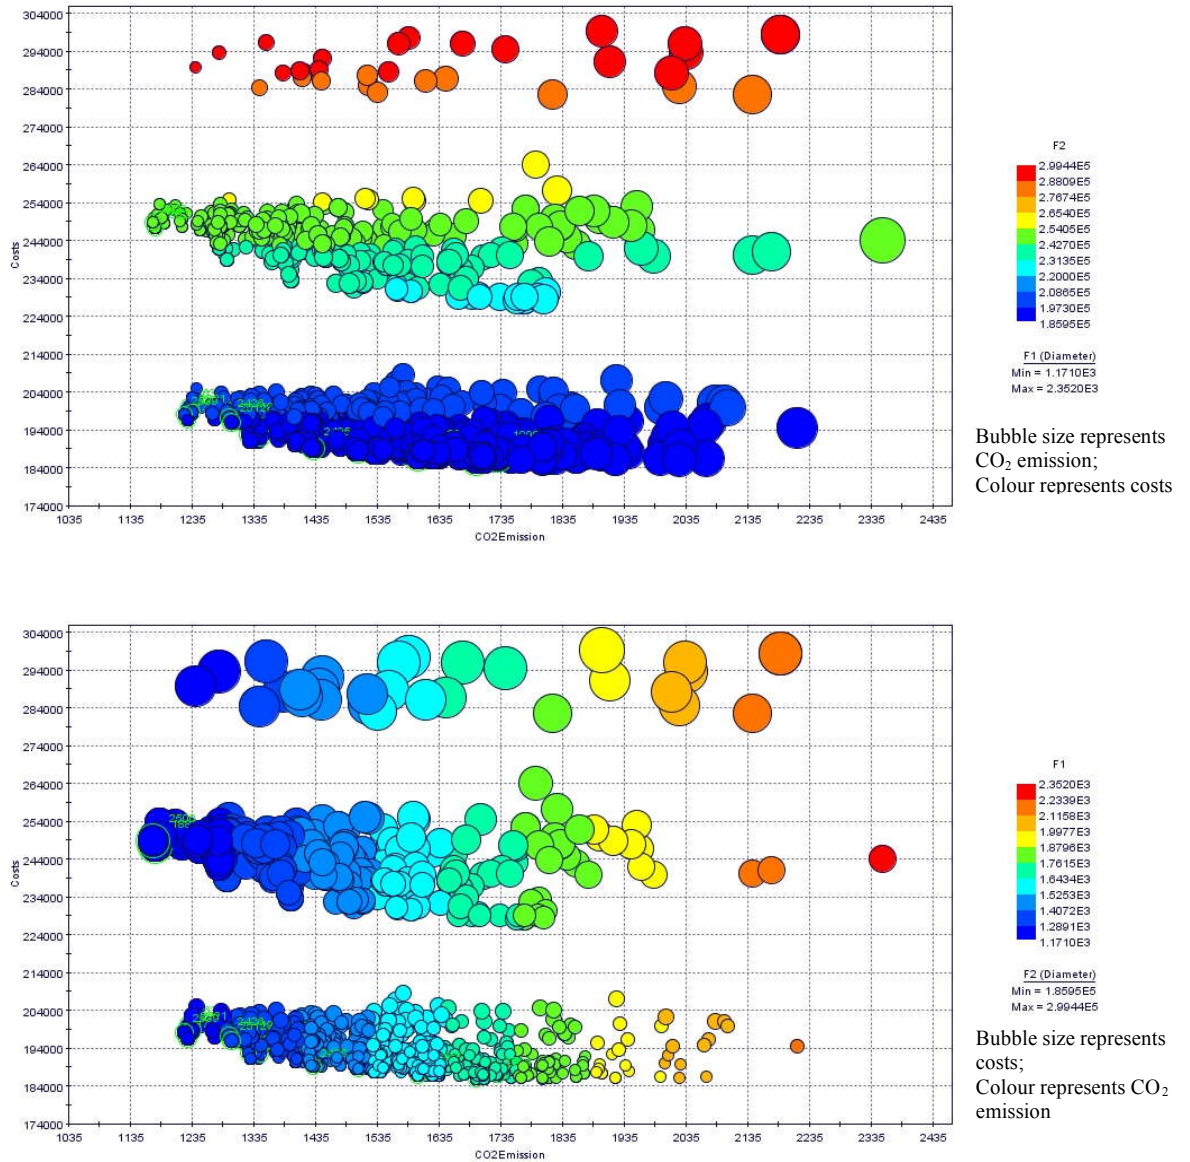 304000
294000
284000
274000
264000
254000
244000
234000
224000
214000
204000
194000
184000
174000
Costs
1035 1135 1235 1335 1435 1535 1635 1735 1835 1935 2035 2135 2235 2335 2435
CO2Emission
F2
2.9944E5
2.8809E5
2.7674E5
2.6540E5
2.5405E5
2.4270E5
2.3135E5
2.2000E5
2.0865E5
1.9730E5
1.8595E5
F1 (Diameter)
Min = 1.1710E3
Max = 2.3520E3
Bubble size represents
CO2 emission;
Colour represents costs
304000
294000
284000
274000
264000
254000
244000
234000
224000
214000
204000
194000
184000
174000
Costs
1035 1135 1235 1335 1435 1535 1635 1735 1835 1935 2035 2135 2235 2335 2435
CO2Emission
F1
2.3520E3
2.2339E3
2.1158E3
1.9977E3
1.8796E3
1.7615E3
1.6434E3
1.5253E3
1.4072E3
1.2891E3
1.1710E3
F2 (Diameter)
Min = 1.8595E5
Max = 2.9944E5
Bubble size represents
costs;
Colour represents CO2
emission